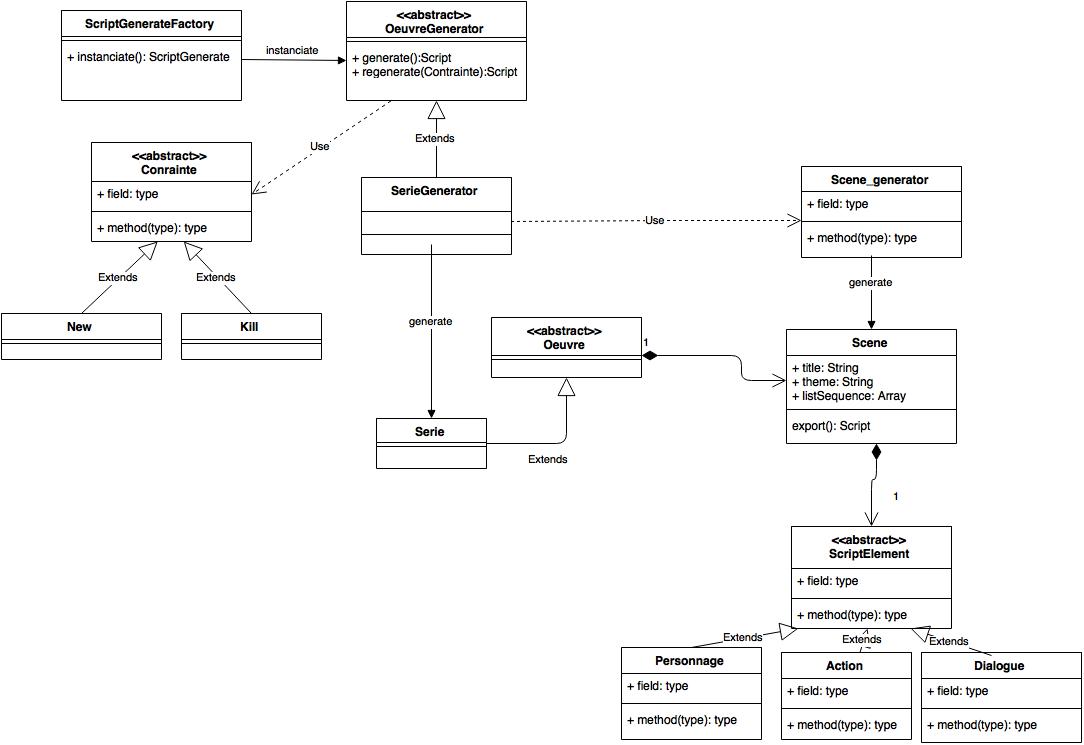 ScriptGenerateFactory
+ instanciate(): ScriptGenerate
instanciate
<<abstract>>
OeuvreGenerator
+ generate():Script
+ regenerate(Contrainte):Script
Use
Extends
<<abstract>>
Conrainte
+ field: type
+ method(type): type
Extends
Extends
New
Kill
SerieGenerator
Use
Scene_generator
+ field: type
+ method(type): type
generate
generate
<<abstract>>
Oeuvre
1
Scene
+ title: String
+ theme: String
+ listSequence: Array
export(): Script
Serie
Extends
1
<<abstract>>
ScriptElement
+ field: type
+ method(type): type
Extends
Extends
Extends
Personnage
+ field: type
+ method(type): type
Action
+ field: type
+ method(type): type
Dialogue
+ field: type
+ method(type): type